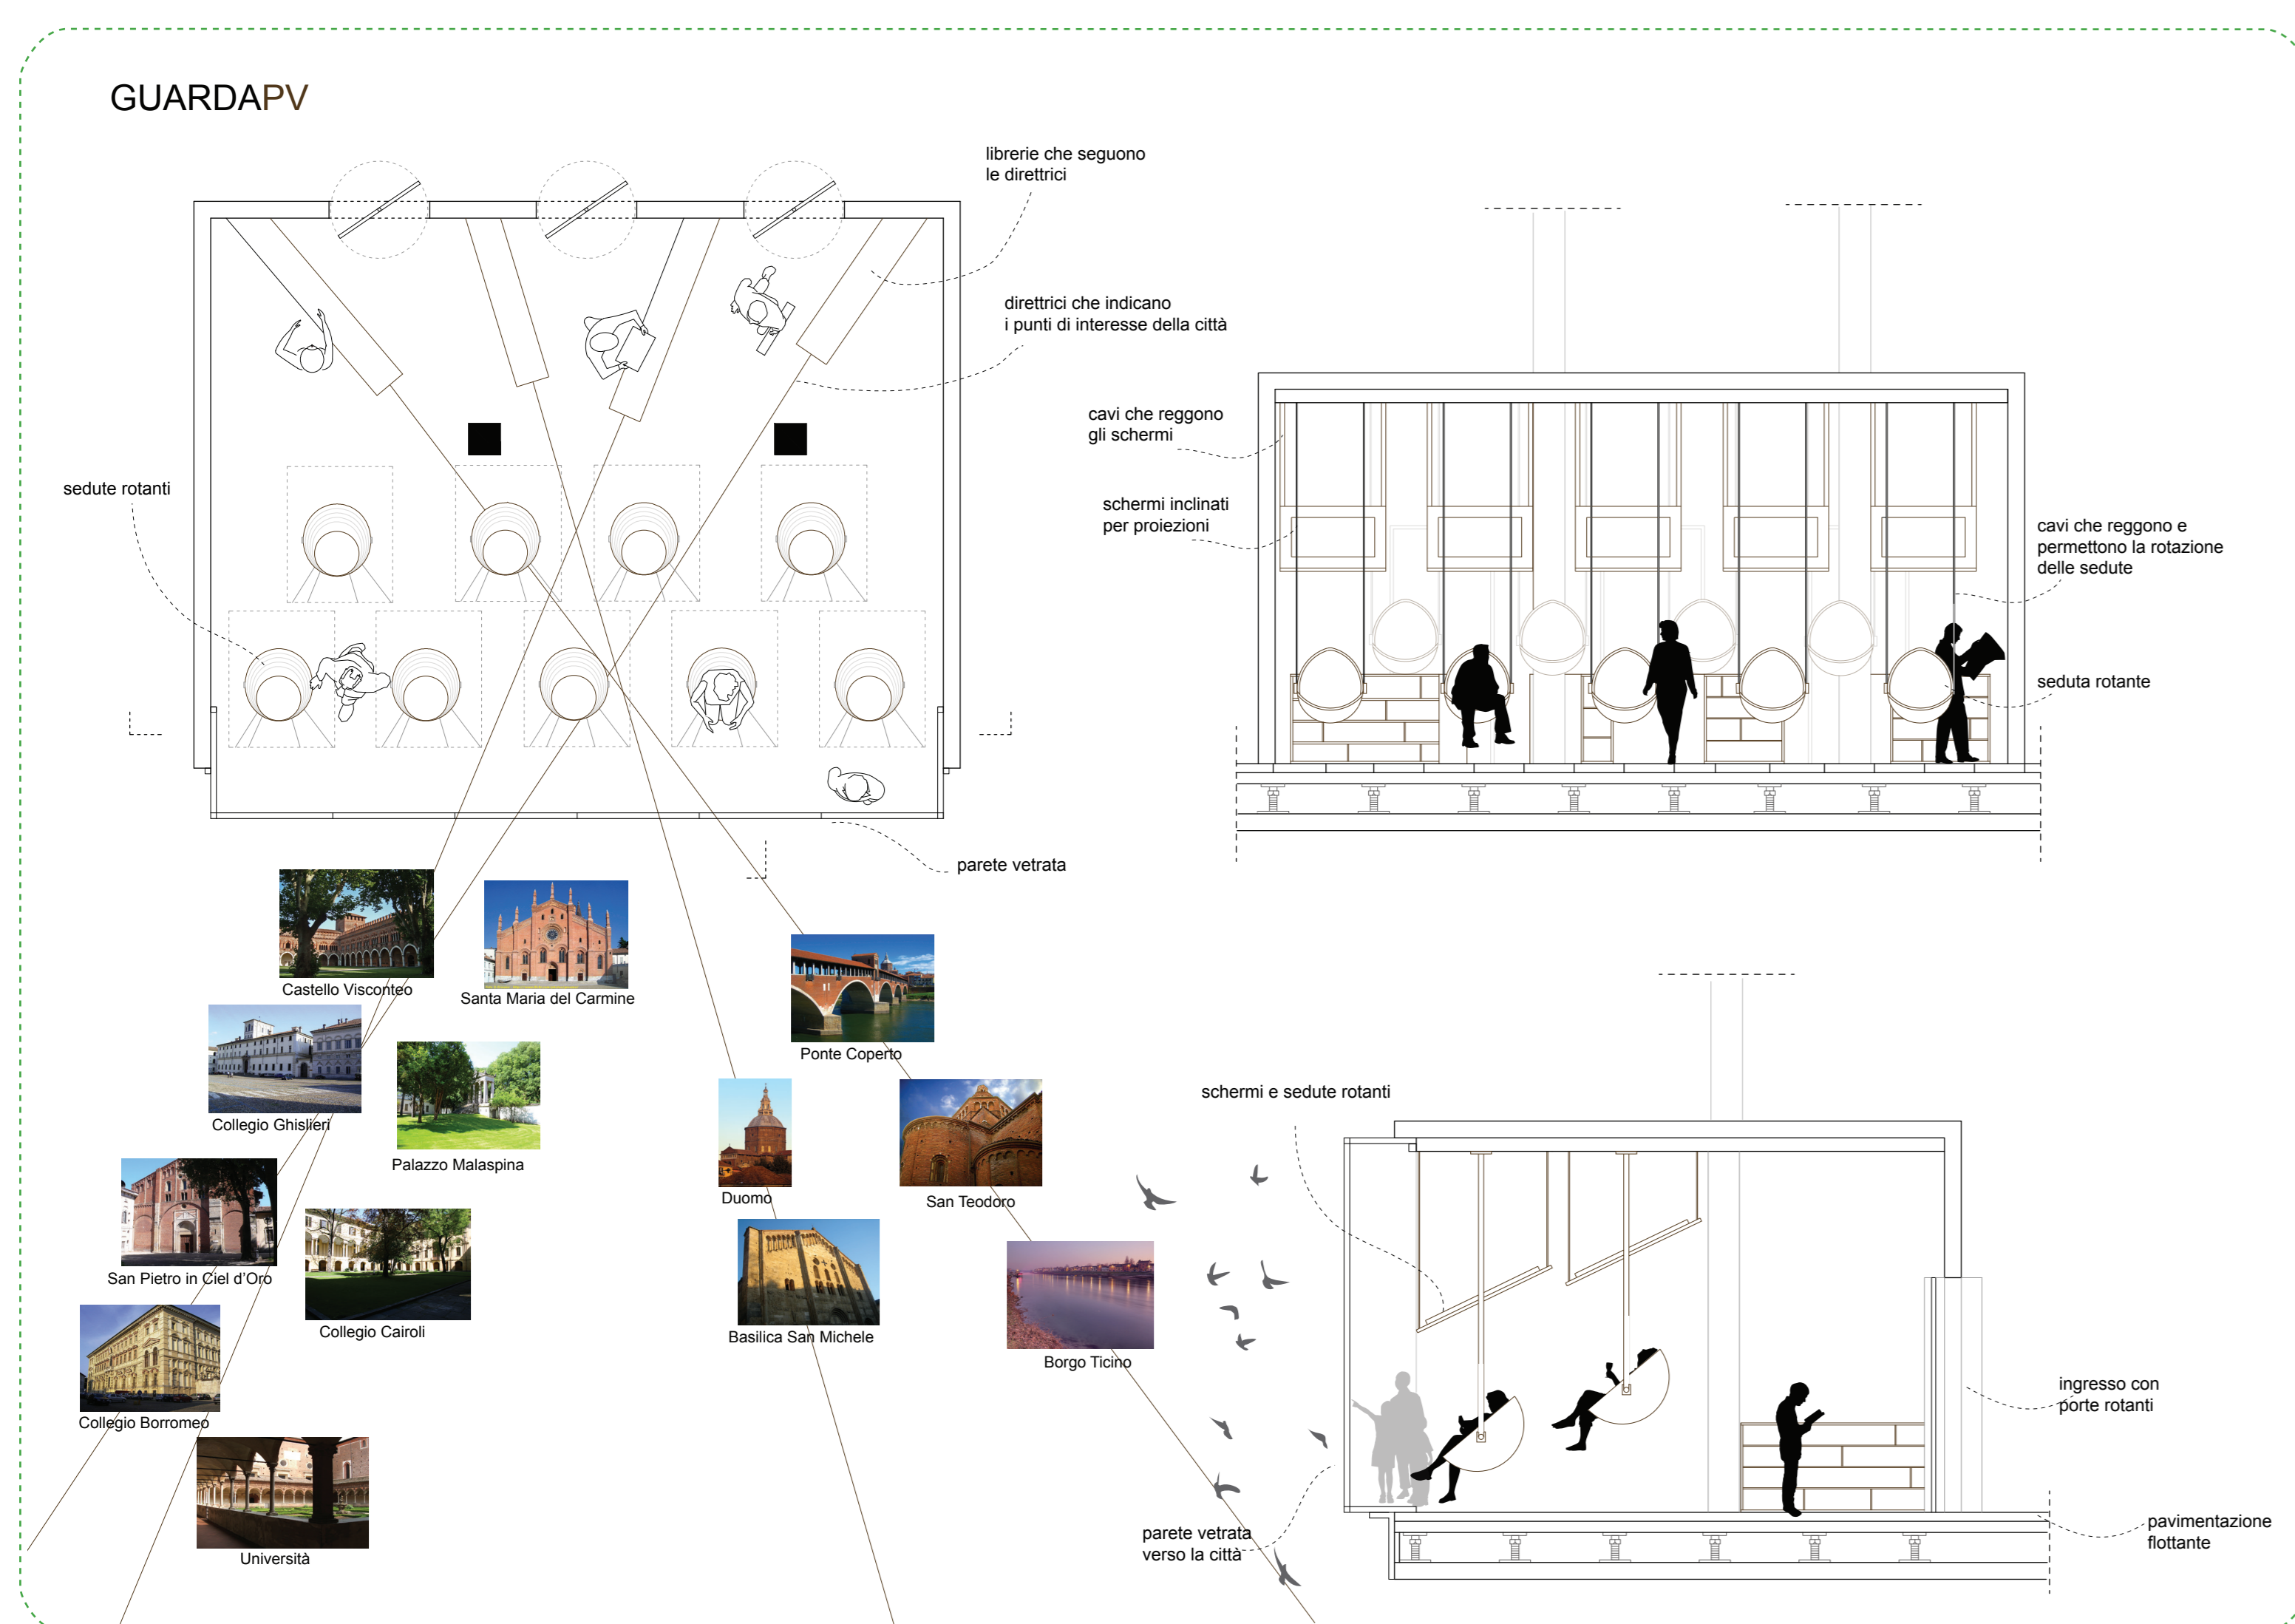 GUARDAPV
librerie che seguono
le direttrici
direttrici che indicano
i punti di interesse della città
sedute rotanti
parete vetrata
cavi che reggono
gli schermi
schermi inclinati
per proiezioni
cavi che reggono e
permettono la rotazione
delle sedute
seduta rotante
Castello Visconteo
Santa Maria del Carmine
Ponte Coperto
Collegio Ghislieri
Palazzo Malaspina
Duomo
San Teodoro
San Pietro in Ciel d'Oro
Collegio Cairoli
Basilica San Michele
Borgo Ticino
Collegio Borromeo
Università
schermi e sedute rotanti
ingresso con
porte rotanti
parete vetrata
verso la città
pavimentazione
flottante